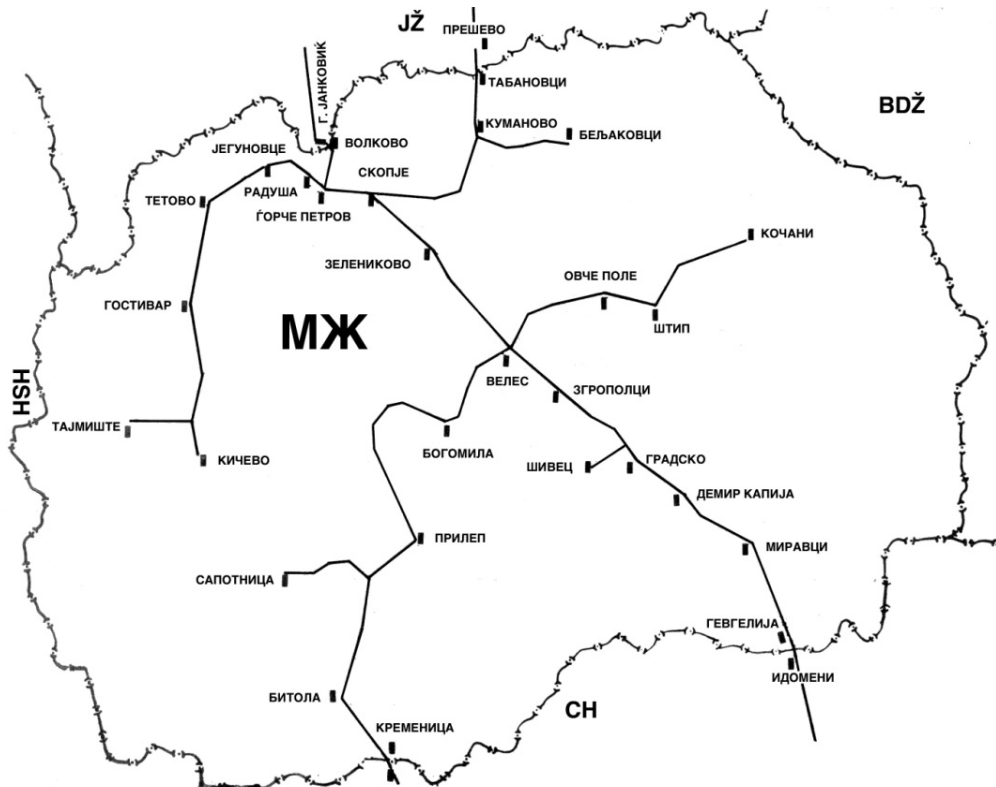 JŽ
ПРЕШЕВО
Г. ЈАНКОВИЌ
ТАБАНОВЦИ
BDŽ
КУМАНОВО
БЕЉАКОВЦИ
ВОЛКОВО
ЈЕГУНОВЦЕ
СКОПЈЕ
РАДУША
ТЕТОВО
ЃОРЧЕ ПЕТРОВ
КОЧАНИ
ЗЕЛЕНИКОВО
ОВЧЕ ПОЛЕ
ГОСТИВАР
ШТИП
МЖ
HSH
ВЕЛЕС
ЗГРОПОЛЦИ
ТАЈМИШТЕ
БОГОМИЛА
КИЧЕВО
ШИВЕЦ
ГРАДСКО
ДЕМИР КАПИЈА
ПРИЛЕП
МИРАВЦИ
САПОТНИЦА
ГЕВГЕЛИЈА
ИДОМЕНИ
БИТОЛА
CH
КРЕМЕНИЦА